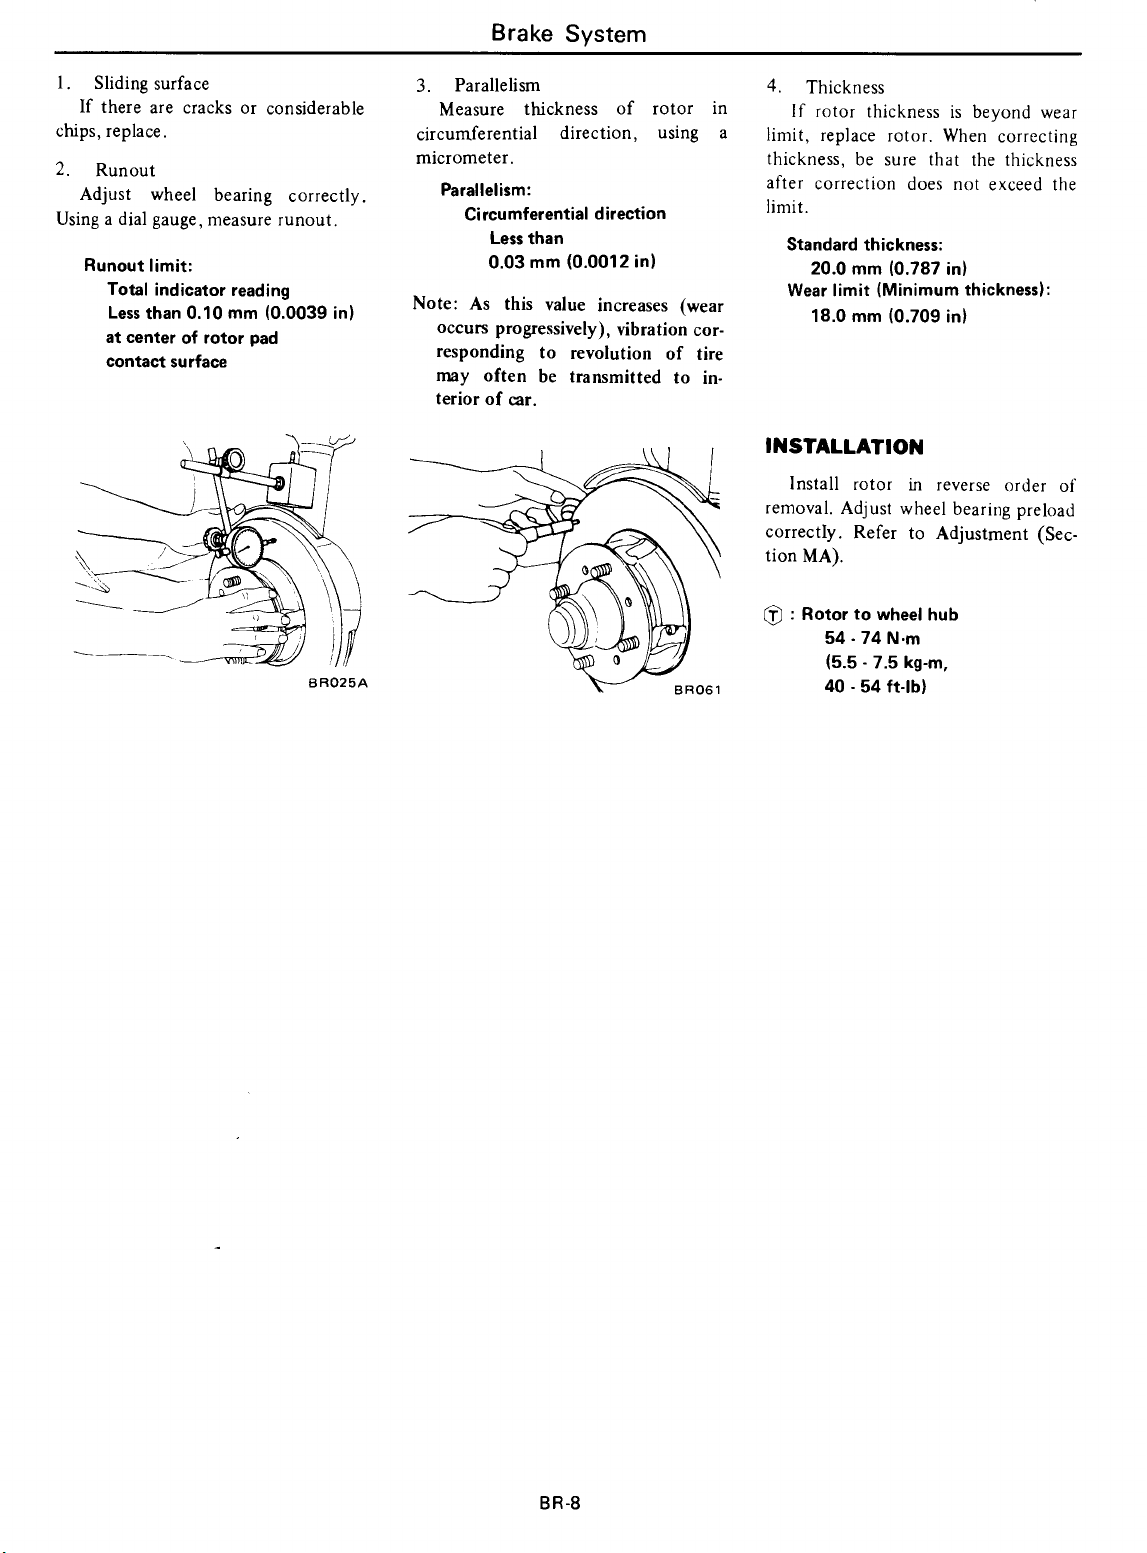 Brake System
1. Sliding surface
If there are cracks or considerable
chips, replace.
2. Runout
Adjust wheel bearing correctly.
Using a dial gauge, measure runout.
Runout limit:
Total indicator reading
Less than 0.10 mm (0.0039 in)
at center of rotor pad
contact surface
BR025A
3. Parallelism
Measure thickness of rotor in
circumferential direction, using a
micrometer.
Parallelism:
Circumferential direction
Less than
0.03 mm (0.0012 in)
Note: As this value increases (wear
occurs progressively), vibration cor-
responding to revolution of tire
may often be transmitted to in-
terior of car.
BR061
4. Thickness
If rotor thickness is beyond wear
limit, replace rotor. When correcting
thickness, be sure that the thickness
after correction does not exceed the
limit.
Standard thickness:
20.0 mm (0.787 in)
Wear limit (Minimum thickness):
18.0 mm (0.709 in)
INSTALLATION
Install rotor in reverse order of
removal. Adjust wheel bearing preload
correctly. Refer to Adjustment (Sec-
tion MA).
Ⓣ : Rotor to wheel hub
54 - 74 N·m
(5.5 - 7.5 kg-m,
40 - 54 ft-lb)
BR-8